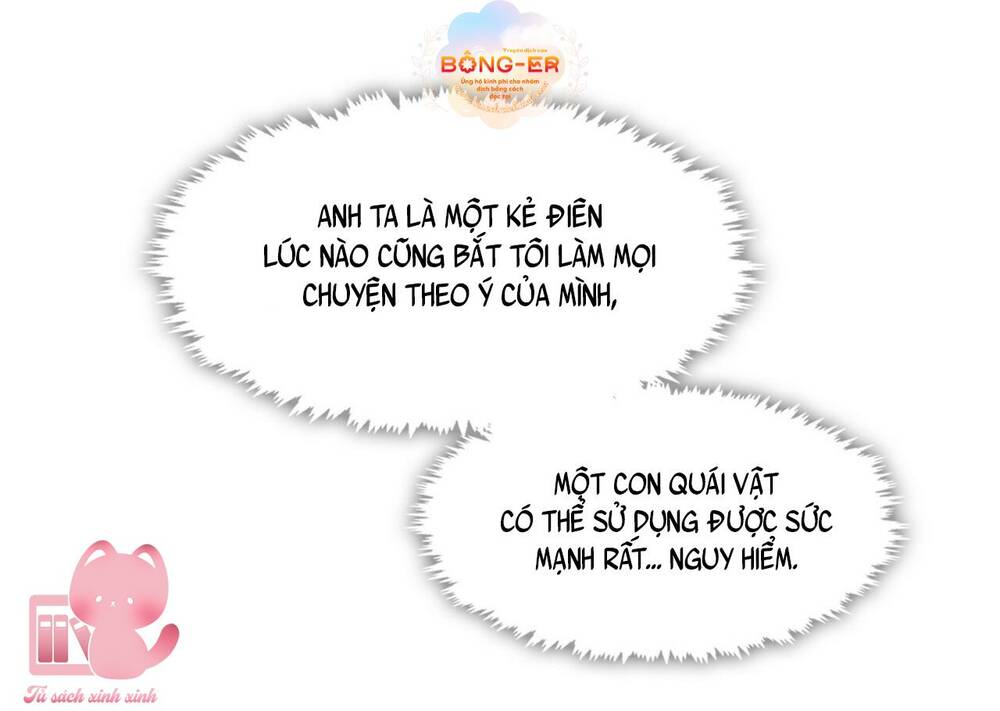 Truyện dịch của
BÔNG-ER
Ủng hộ kinh phí cho nhóm
dịch bằng cách
đọc tại
ANH TA LÀ MỘT KẺ ĐIÊN
LÚC NÀO CŨNG BẮT TÔI LÀM MỌI
CHUYỆN THEO Ý CỦA MÌNH,
MỘT CON QUÁI VẬT
CÓ THỂ SỬ DỤNG ĐƯỢC SỨC
MẠNH RẤT... NGUY HIỂM.
Tủ sách xinh xinh